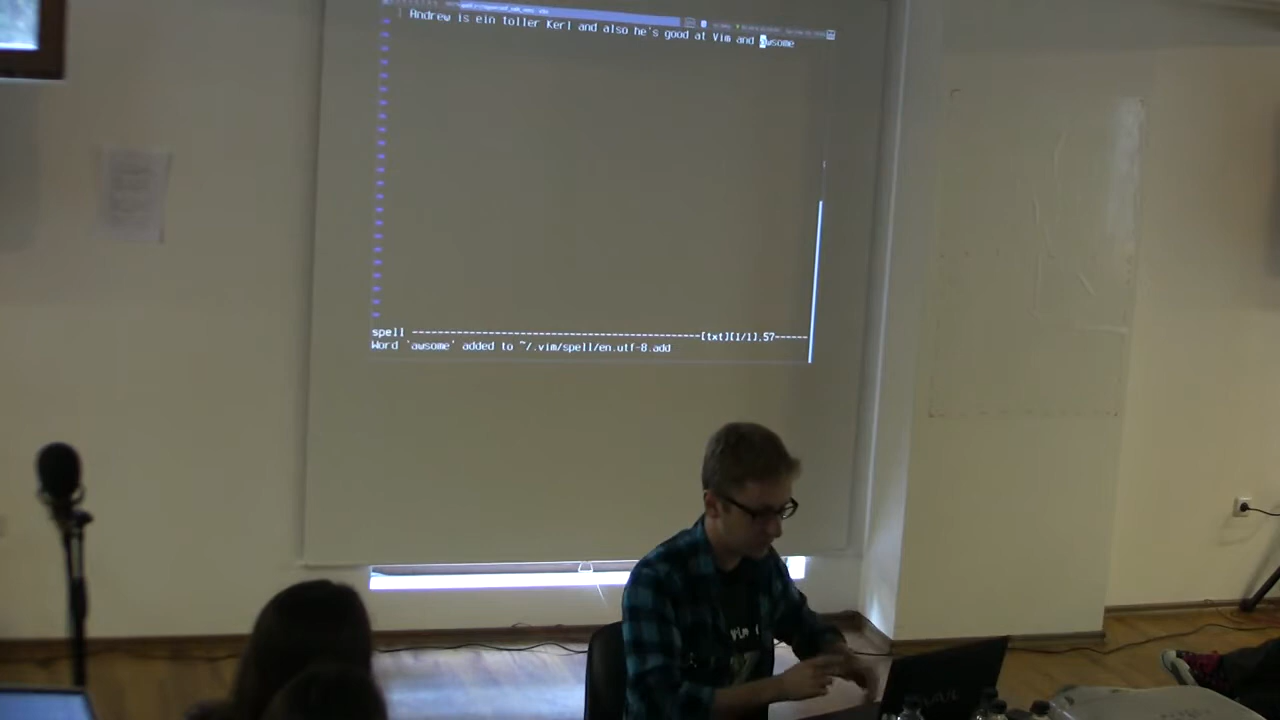 Andrew is ein toller Kerl and also he's good at Vim and awsome
spell ------------------------------------------------------[txt][1/1].57------
Word 'awsome' added to ~/.vim/spell/en.utf-8.add